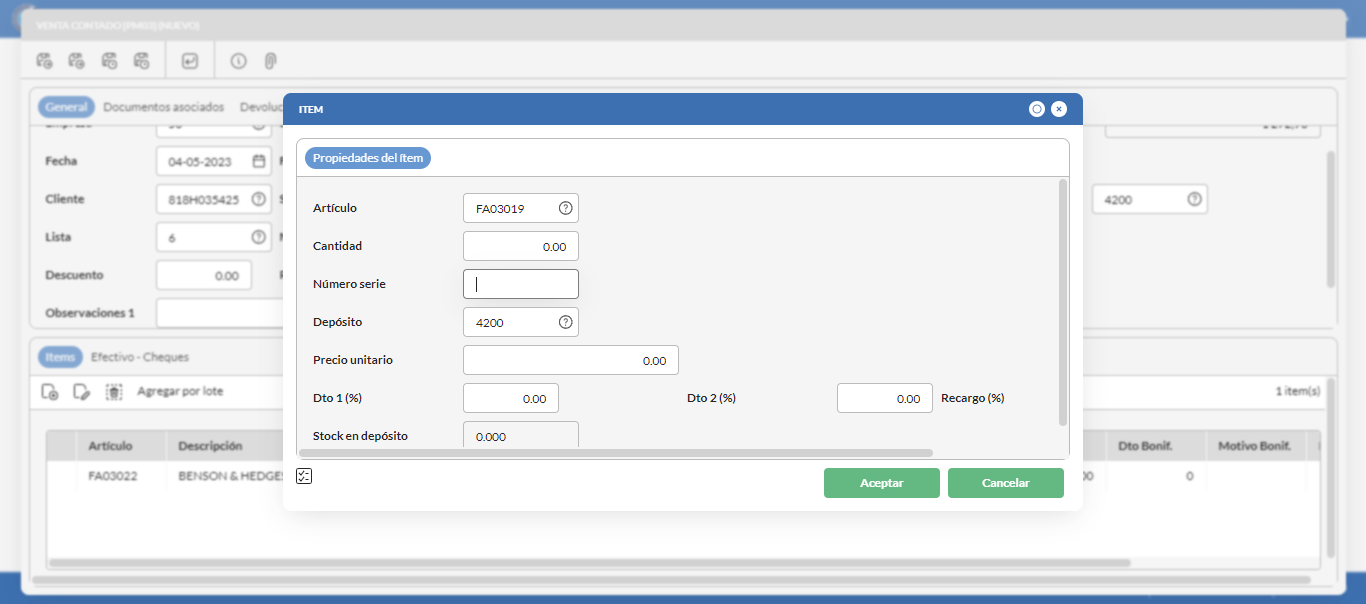 VENTA CONTADO (PM03) (NUEVO)
General Documentos asociados
Fecha 04-05-2023
Cliente 818H035425 4200
Lista 6
Descuento 0.00
Observaciones 1
Items Efectivo - Cheques
Agregar por lote 1 item(s)
Artículo Descripción Dto Bonif. Motivo Bonif.
FA03022 BENSON & HEDGES 0
ITEM
Propiedades del Ítem
Artículo FA03019
Cantidad 0.00
Número serie
Depósito 4200
Precio unitario 0.00
Dto 1 (%) 0.00 Dto 2 (%) 0.00 Recargo (%)
Stock en depósito 0.000
Aceptar Cancelar